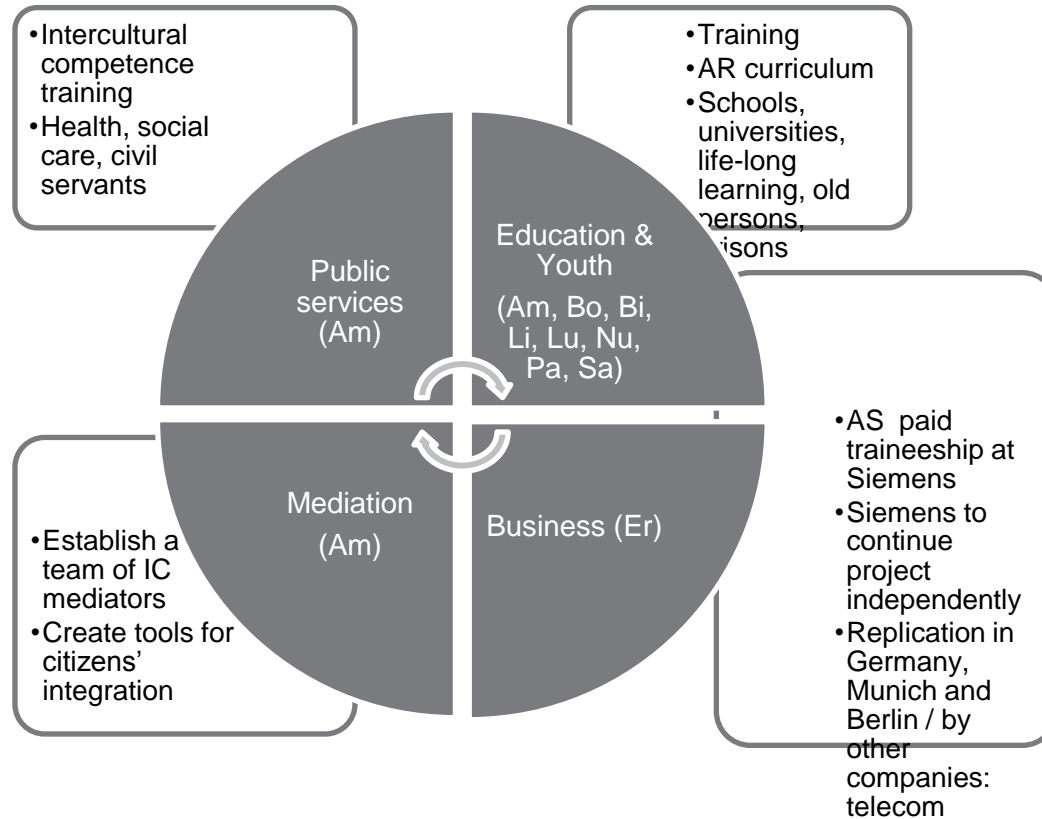 •Intercultural
competence
training
•Health, social
care, civil
servants
•Training
•AR curriculum
•Schools,
universities,
life-long
learning, old
persons,
Public
services
(Am)
Education &
Youth
(Am, Bo, Bi,
Li, Lu, Nu,
Pa, Sa)
Mediation
(Am)
Business (Er)
•Establish a
team of IC
mediators
•Create tools for
citizens’
integration
•AS paid
traineeship at
Siemens
•Siemens to
continue
project
independently
•Replication in
Germany,
Munich and
Berlin / by
other
companies:
telecom